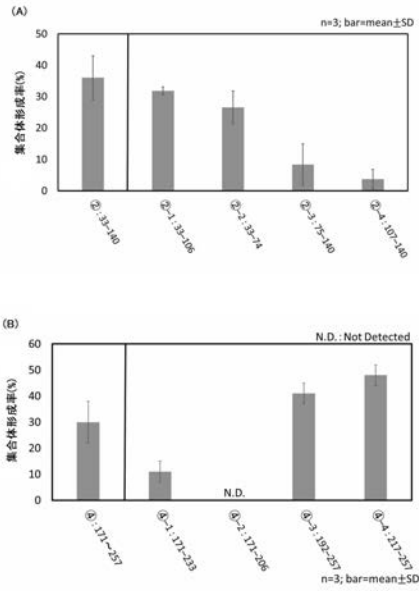 (A)
n=3; bar=mean±SD
集合体形成率(%)
50
40
30
20
10
0
②:33-140
②-1:33-106
②-2:33-74
②-3:75-140
②-4:107-140
(B)
N.D.:Not Detected
集合体形成率(%)
60
50
40
30
20
10
0
N.D.
④:171~257
④-1:171-233
④-2:171-206
④-3:192-257
④-4:217-257
n=3; bar=mean±SD